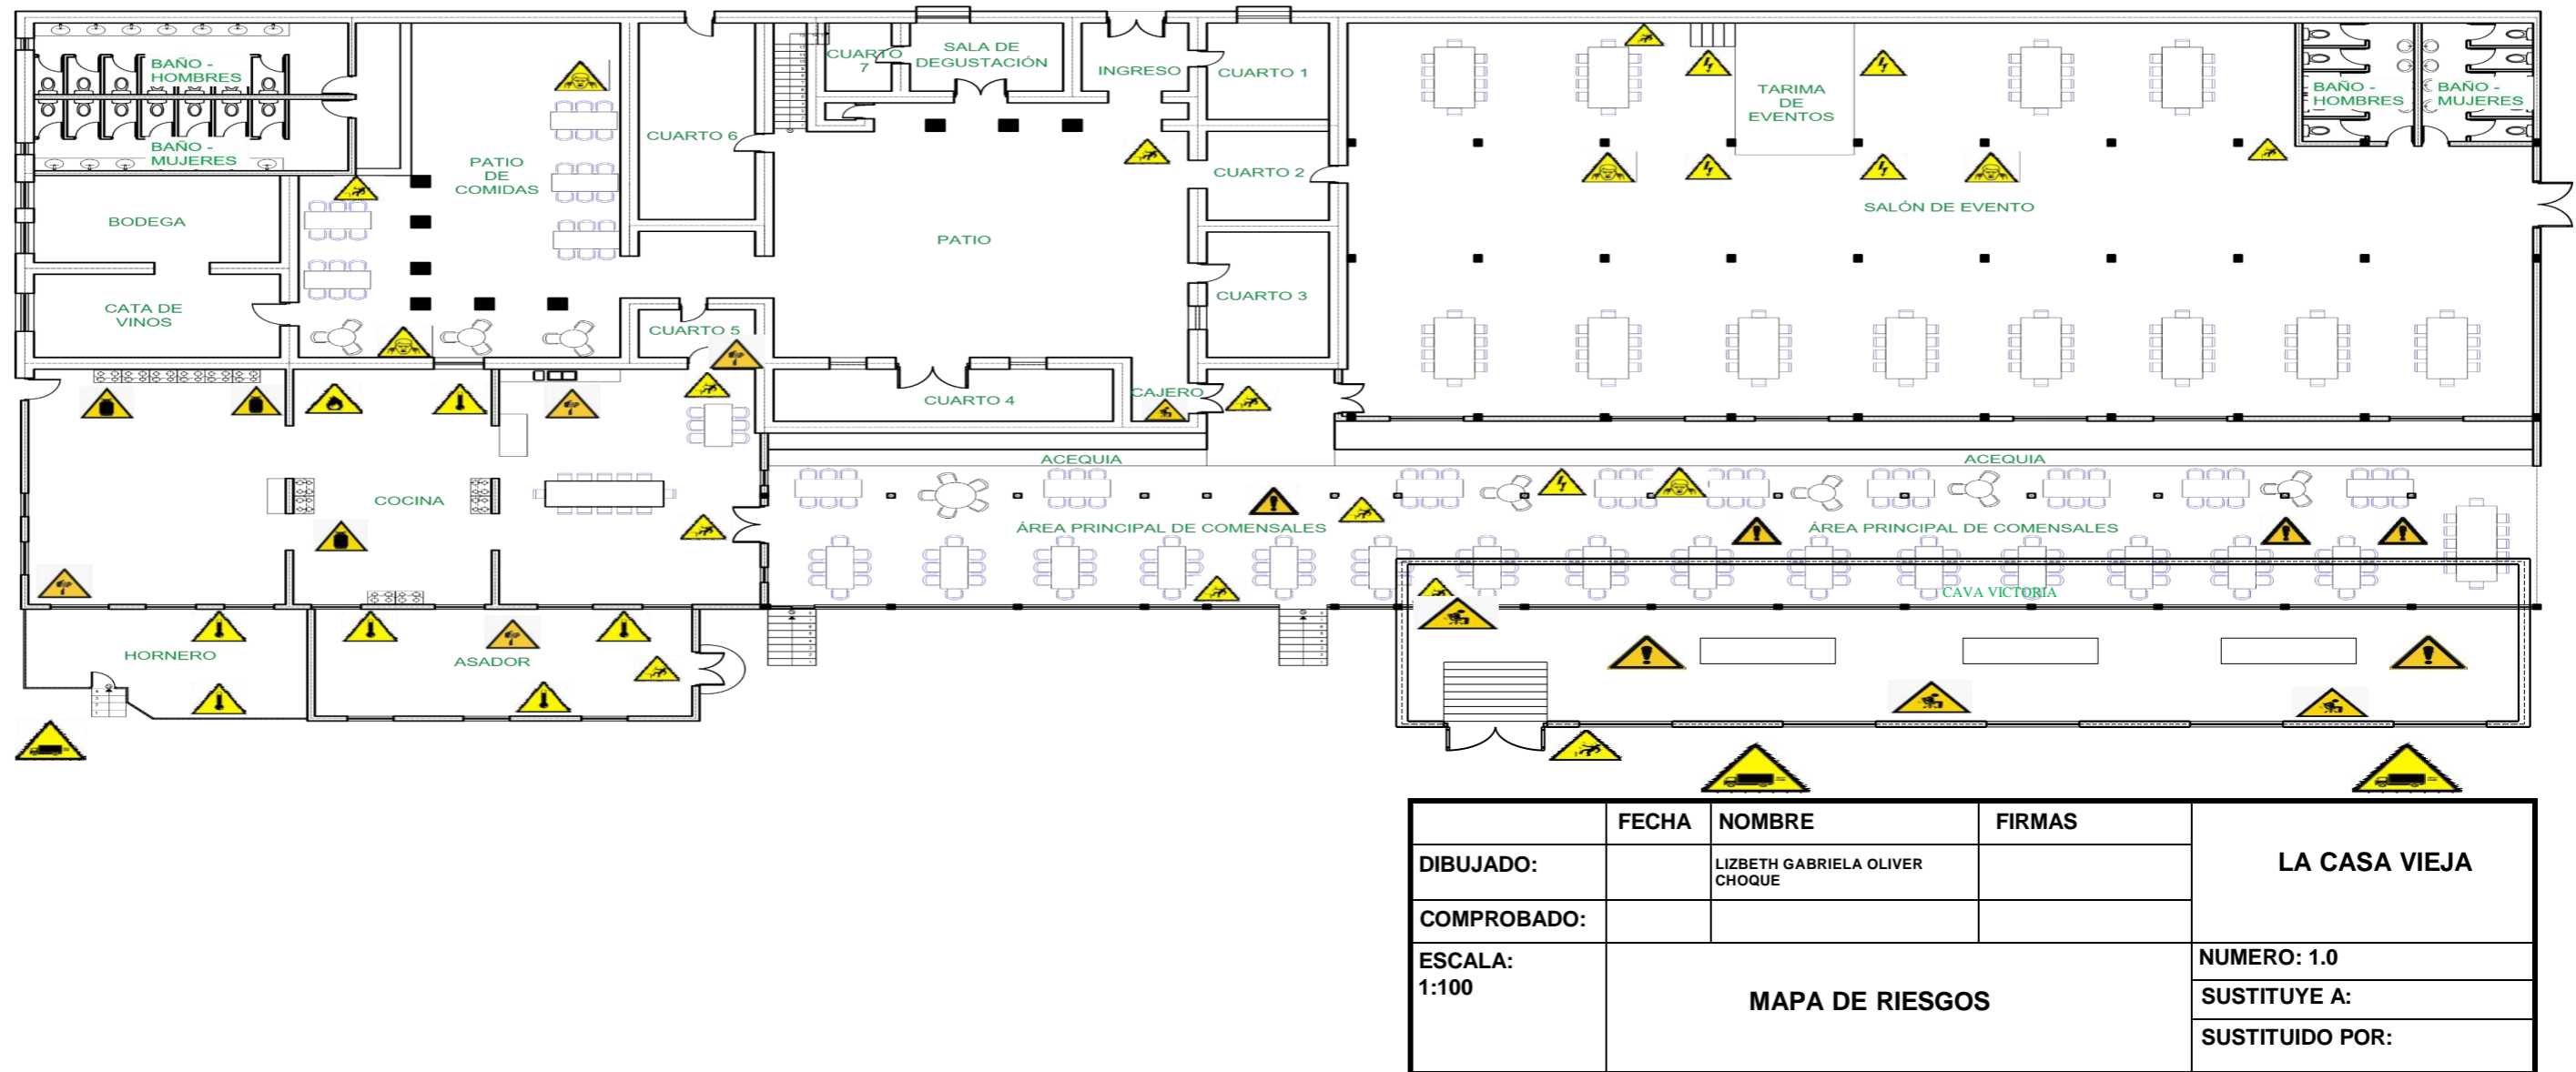 BAÑO -
HOMBRES
BAÑO -
MUJERES
BODEGA
CATA DE
VINOS
PATIO
DE
COMIDAS
CUARTO 6
CUARTO 5
CUARTO
7
SALA DE
DEGUSTACIÓN
INGRESO
CUARTO 1
CUARTO 2
CUARTO 3
PATIO
CUARTO 4
CAJERO
TARIMA
DE
EVENTOS
SALÓN DE EVENTO
BAÑO -
HOMBRES
BAÑO -
MUJERES
ACEQUIA
ACEQUIA
COCINA
ÁREA PRINCIPAL DE COMENSALES
ÁREA PRINCIPAL DE COMENSALES
CAVA VICTORIA
HORNERO
ASADOR
FECHA
NOMBRE
FIRMAS
LA CASA VIEJA
DIBUJADO:
LIZBETH GABRIELA OLIVER
CHOQUE
COMPROBADO:
ESCALA:
1:100
MAPA DE RIESGOS
NUMERO: 1.0
SUSTITUYE A:
SUSTITUIDO POR: